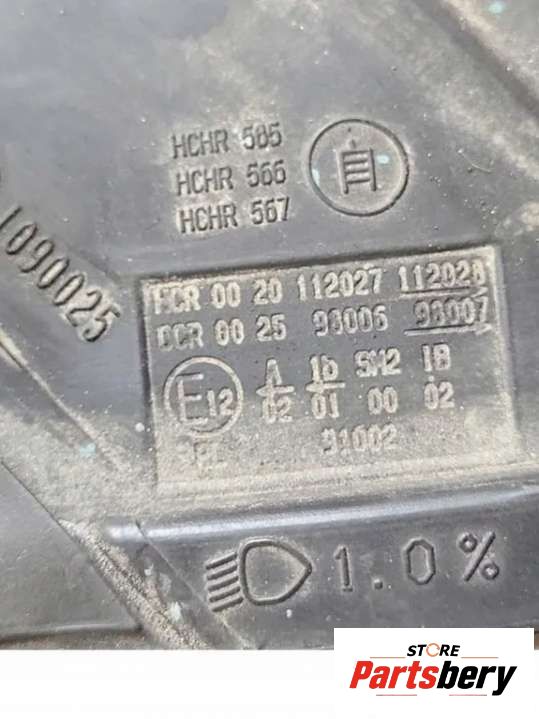 HCHR 565
HCHR 566
HCHR 567
1090025
HCR 00 20 112027 112028
DCR 00 25 98006 98007
E12 A 1b SM2 IB
02 01 00 02
91002
1.0%
STORE
Partsbery